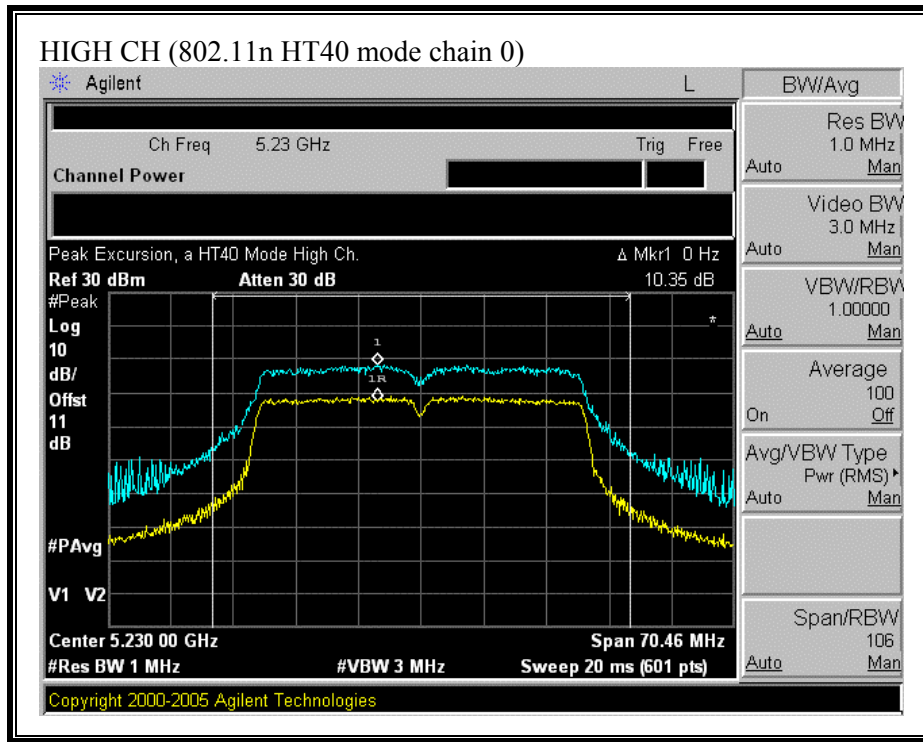 HIGH CH (802.11n HT40 mode chain 0)
Agilent L
BW/Avg
Ch Freq 5.23 GHz Trig Free
Channel Power
Peak Excursion, a HT40 Mode High Ch. Δ Mkr1 0 Hz
Ref 30 dBm Atten 30 dB 10.35 dB
#Peak
Log
10
dB/
Offst
11
dB
1
1R
*
#PAvg
V1 V2
Center 5.230 00 GHz Span 70.46 MHz
#Res BW 1 MHz #VBW 3 MHz Sweep 20 ms (601 pts)
Copyright 2000-2005 Agilent Technologies
Res BW
1.0 MHz
Auto Man
Video BW
3.0 MHz
Auto Man
VBW/RBW
1.00000
Auto Man
Average
100
On Off
Avg/VBW Type
Pwr (RMS)
Auto Man
Span/RBW
106
Auto Man